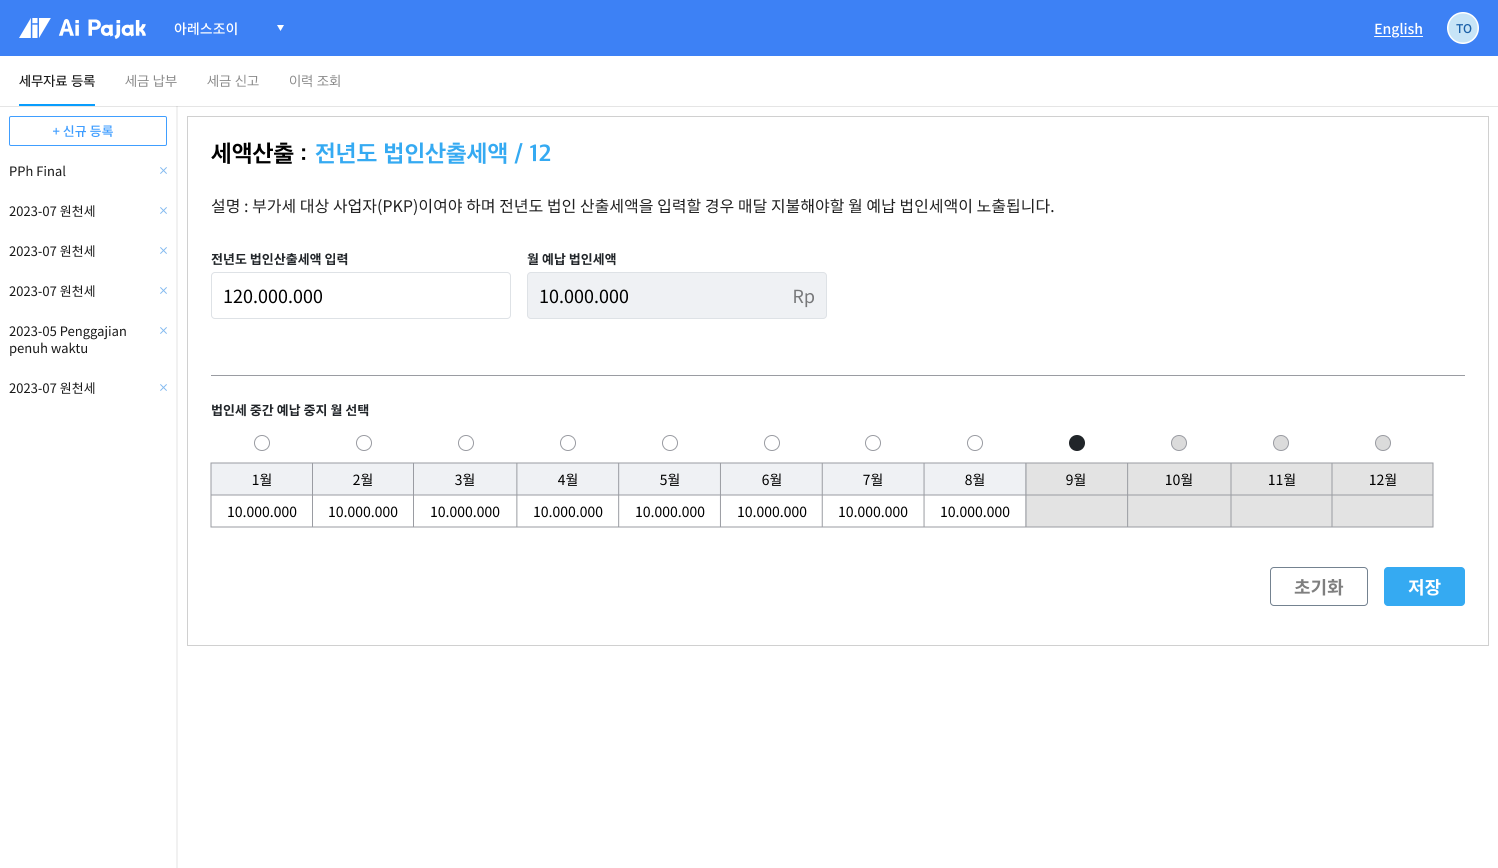 Ai Pajak
아레스조이 ▼
English
TO
세무자료 등록 세금 납부 세금 신고 이력 조회
+ 신규 등록
PPh Final ×
2023-07 원천세 ×
2023-07 원천세 ×
2023-07 원천세 ×
2023-05 Penggajian ×
penuh waktu
2023-07 원천세 ×
세액산출 : 전년도 법인산출세액 / 12
설명 : 부가세 대상 사업자(PKP)이여야 하며 전년도 법인 산출세액을 입력할 경우 매달 지불해야할 월 예납 법인세액이 노출됩니다.
전년도 법인산출세액 입력 월 예납 법인세액
120.000.000 10.000.000 Rp
법인세 중간 예납 중지 월 선택
1월 2월 3월 4월 5월 6월 7월 8월 9월 10월 11월 12월
10.000.000 10.000.000 10.000.000 10.000.000 10.000.000 10.000.000 10.000.000 10.000.000
초기화 저장